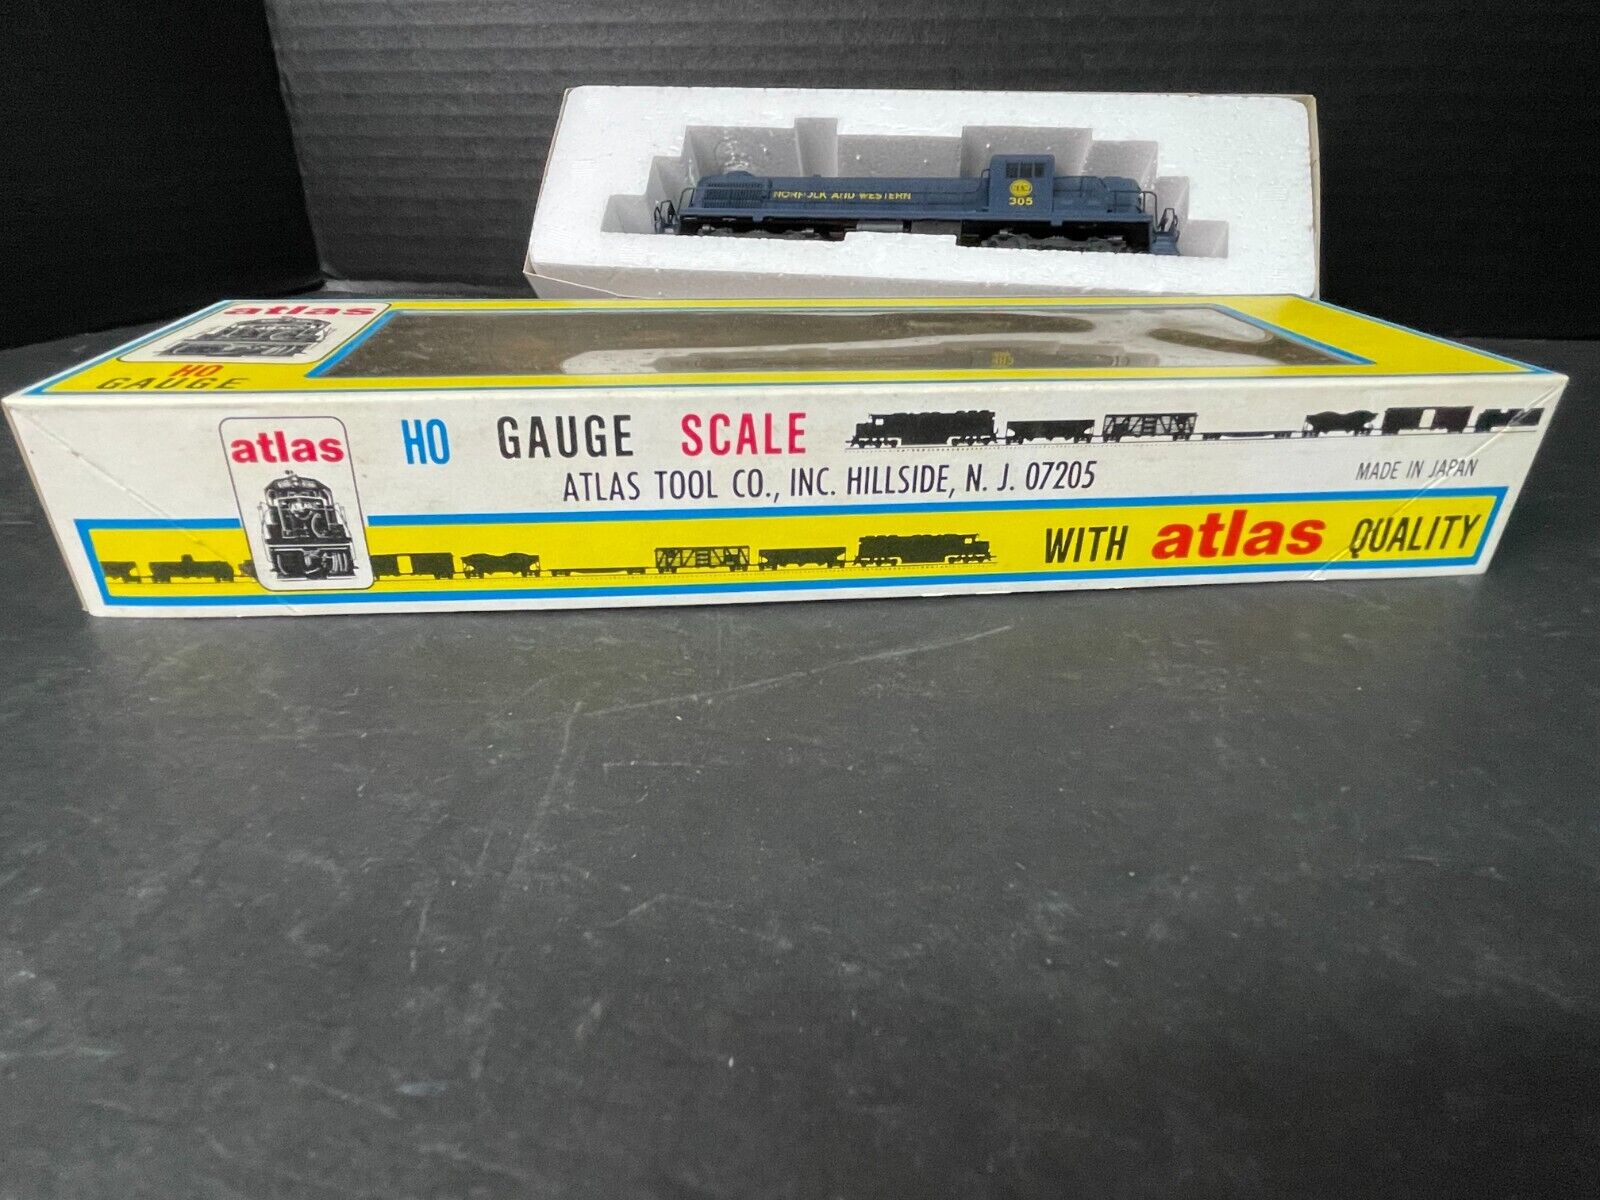 NORFOLK AND WESTERN
305
atlas
HO
GAUGE
atlas
HO GAUGE SCALE
ATLAS TOOL CO., INC. HILLSIDE, N. J. 07205
MADE IN JAPAN
WITH atlas QUALITY